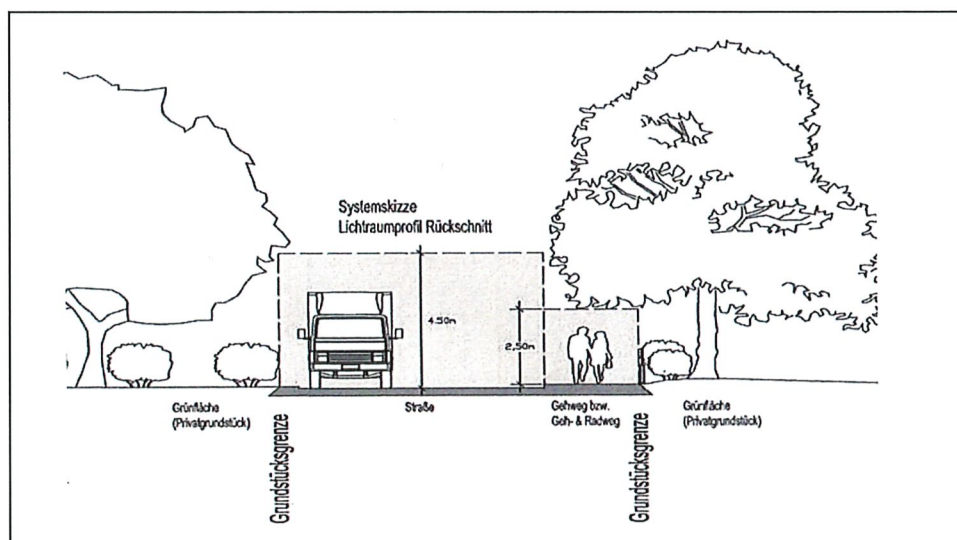 Systemskizze
Lichtraumprofil Rückschnitt
4.50m
2,50m
Grünfläche
(Privatgrundstück)
Straße
Gehweg bzw.
Geh- & Radweg
Grünfläche
(Privatgrundstück)
Grundstücksgrenze
Grundstücksgrenze